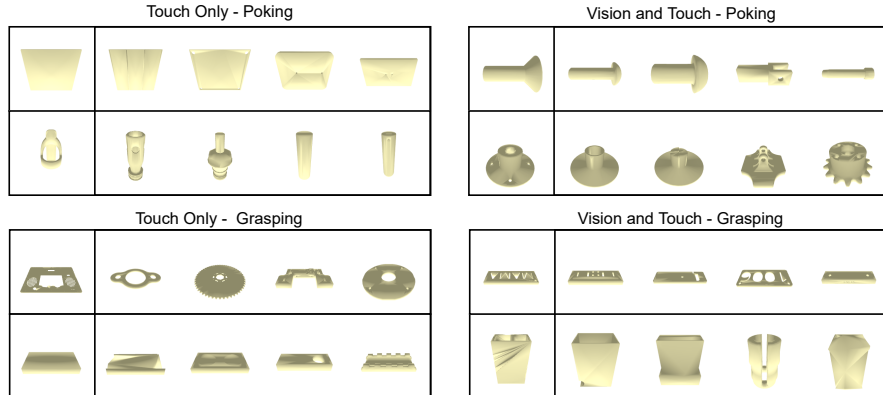 Touch Only - Poking
Vision and Touch - Poking
Touch Only - Grasping
Vision and Touch - Grasping